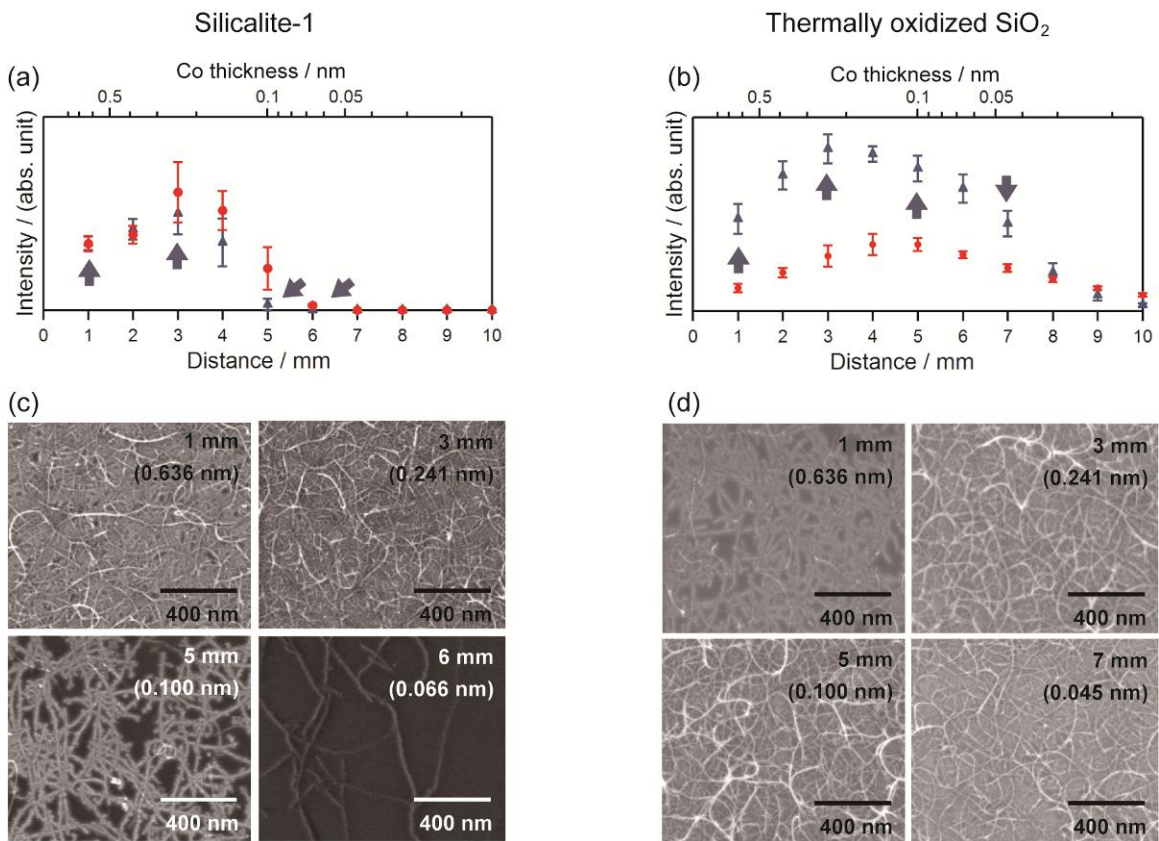 Silicalite-1
Thermally oxidized SiO₂
(a)
Co thickness / nm
0.5 0.1 0.05
Intensity / (abs. unit)
0 1 2 3 4 5 6 7 8 9 10
Distance / mm
(b)
Co thickness / nm
0.5 0.1 0.05
Intensity / (abs. unit)
0 1 2 3 4 5 6 7 8 9 10
Distance / mm
(c)
1 mm
(0.636 nm)
400 nm
3 mm
(0.241 nm)
400 nm
5 mm
(0.100 nm)
400 nm
6 mm
(0.066 nm)
400 nm
(d)
1 mm
(0.636 nm)
400 nm
3 mm
(0.241 nm)
400 nm
5 mm
(0.100 nm)
400 nm
7 mm
(0.045 nm)
400 nm